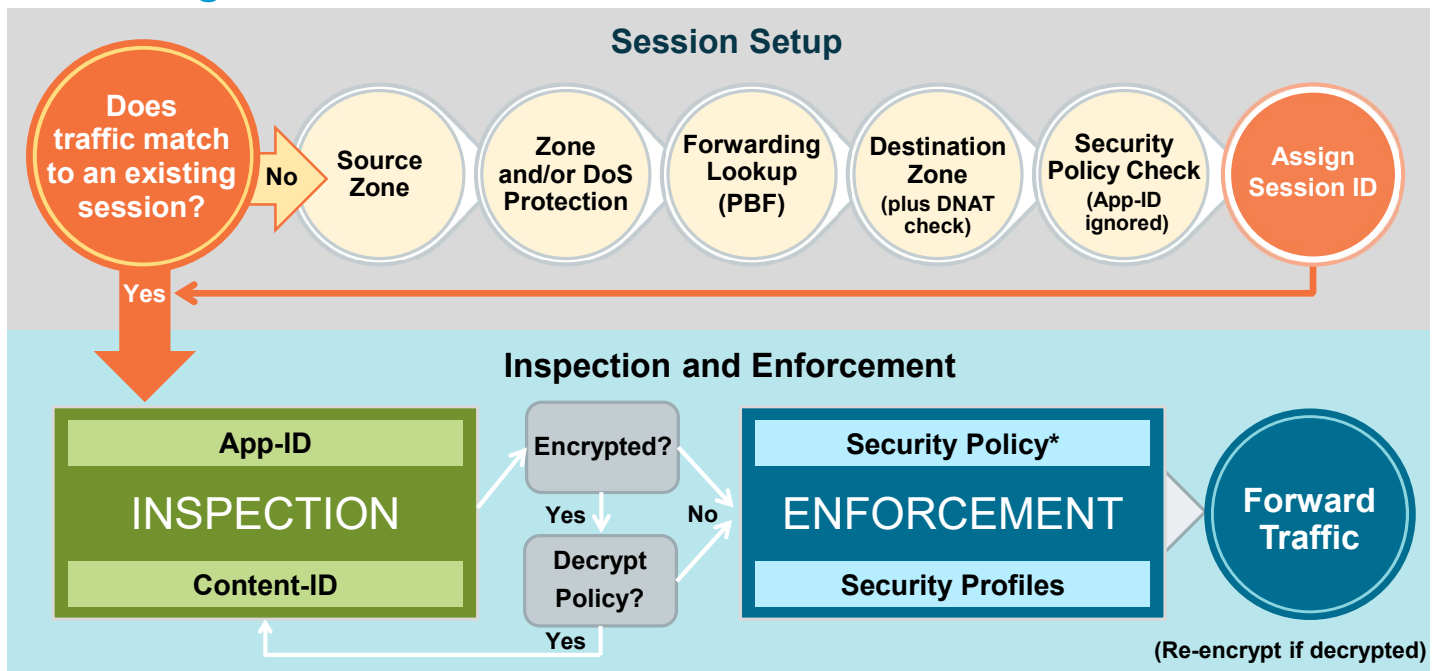 Session Setup
Does
traffic match
to an existing
session?
No
Source
Zone
Zone
and/or DoS
Protection
Forwarding
Lookup
(PBF)
Destination
Zone
(plus DNAT
check)
Security
Policy Check
(App-ID
ignored)
Assign
Session ID
Yes
Inspection and Enforcement
App-ID
INSPECTION
Content-ID
Encrypted?
Yes
No
Decrypt
Policy?
Yes
Security Policy*
ENFORCEMENT
Security Profiles
Forward
Traffic
(Re-encrypt if decrypted)